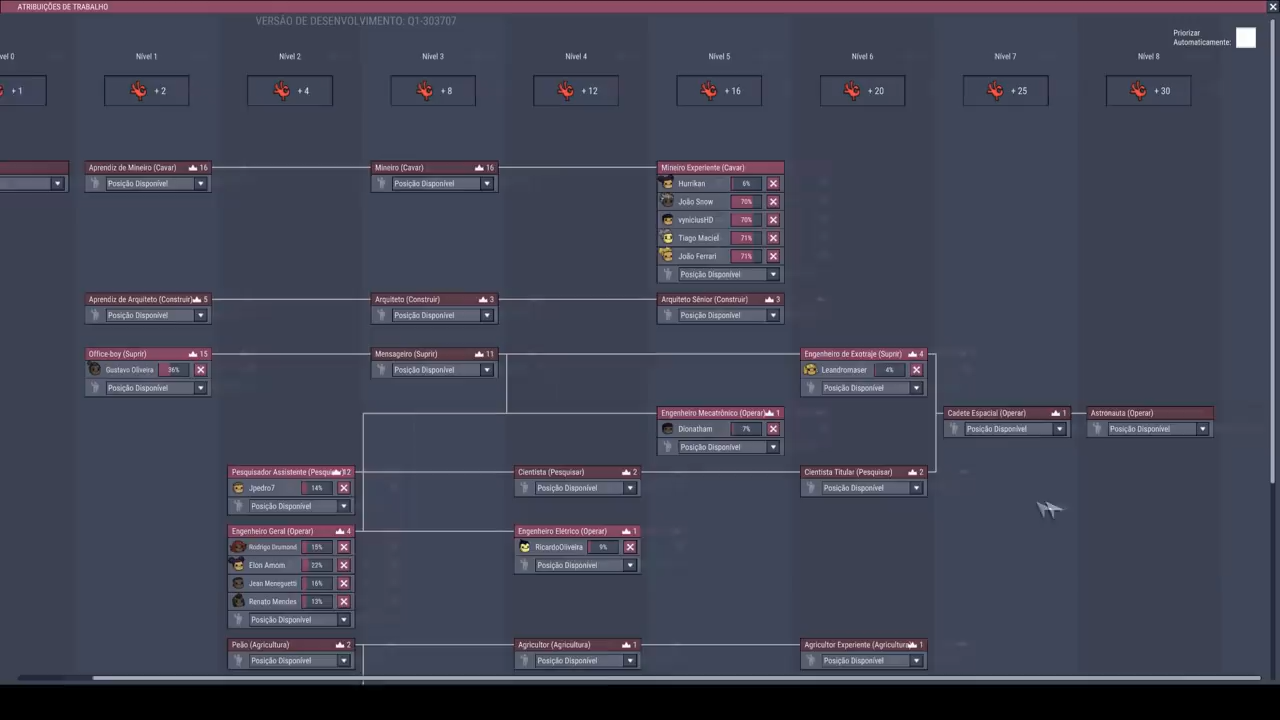 ATRIBUIÇÕES DE TRABALHO
VERSÃO DE DESENVOLVIMENTO: Q1-303707
Priorizar
Automaticamente:
Nível 1
Nível 2
Nível 3
Nível 4
Nível 5
Nível 6
Nível 7
Nível 8
+ 1
+ 2
+ 4
+ 8
+ 12
+ 16
+ 20
+ 25
+ 30
Aprendiz de Mineiro (Cavar) 16
Posição Disponível
Mineiro (Cavar) 16
Posição Disponível
Mineiro Experiente (Cavar)
Hurrikan 6%
João Snow 70%
vyniciusHD 70%
Tiago Maciel 71%
João Ferrari 71%
Posição Disponível
Aprendiz de Arquiteto (Construir) 5
Posição Disponível
Arquiteto (Construir) 3
Posição Disponível
Arquiteto Sênior (Construir) 3
Posição Disponível
Office-boy (Suprir) 15
Gustavo Oliveira 36%
Posição Disponível
Mensageiro (Suprir) 11
Posição Disponível
Engenheiro de Exotraje (Suprir) 4
Leandromaser 4%
Posição Disponível
Engenheiro Mecatrônico (Operar) 1
Dionatham 7%
Posição Disponível
Cadete Espacial (Operar) 1
Posição Disponível
Astronauta (Operar)
Posição Disponível
Pesquisador Assistente 12
Jpedro7 14%
Posição Disponível
Cientista (Pesquisar) 2
Posição Disponível
Cientista Titular (Pesquisar) 2
Posição Disponível
Engenheiro Geral (Operar) 4
Rodrigo Drumond 15%
Elon Amom 22%
Jean Meneguetti 16%
Renato Mendes 13%
Posição Disponível
Engenheiro Elétrico (Operar) 1
RicardoOliveira 9%
Posição Disponível
Peão (Agricultura) 2
Posição Disponível
Agricultor (Agricultura) 1
Posição Disponível
Agricultor Experiente 1
Posição Disponível